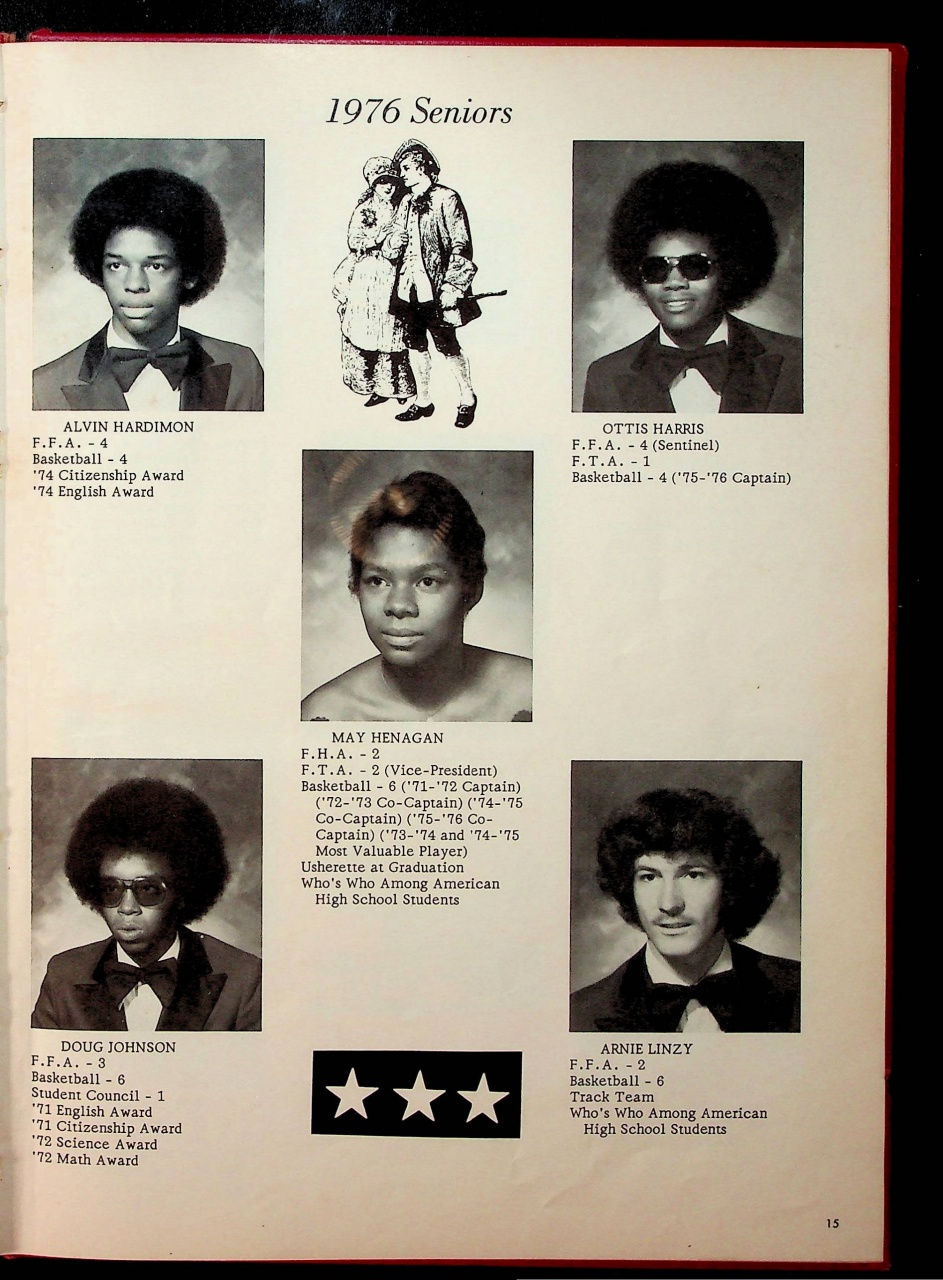 1976 Seniors
ALVIN HARDIMON
F.F.A. - 4
Basketball - 4
'74 Citizenship Award
'74 English Award
OTTIS HARRIS
F.F.A. - 4 (Sentinel)
F.T.A. - 1
Basketball - 4 ('75-'76 Captain)
MAY HENAGAN
F.H.A. - 2
F.T.A. - 2 (Vice-President)
Basketball - 6 ('71-'72 Captain)
('72-'73 Co-Captain) ('74-'75
Co-Captain) ('75-'76 Co-
Captain) ('73-'74 and '74-'75
Most Valuable Player)
Usherette at Graduation
Who's Who Among American
High School Students
DOUG JOHNSON
F.F.A. - 3
Basketball - 6
Student Council - 1
'71 English Award
'71 Citizenship Award
'72 Science Award
'72 Math Award
ARNIE LINZY
F.F.A. - 2
Basketball - 6
Track Team
Who's Who Among American
High School Students
15